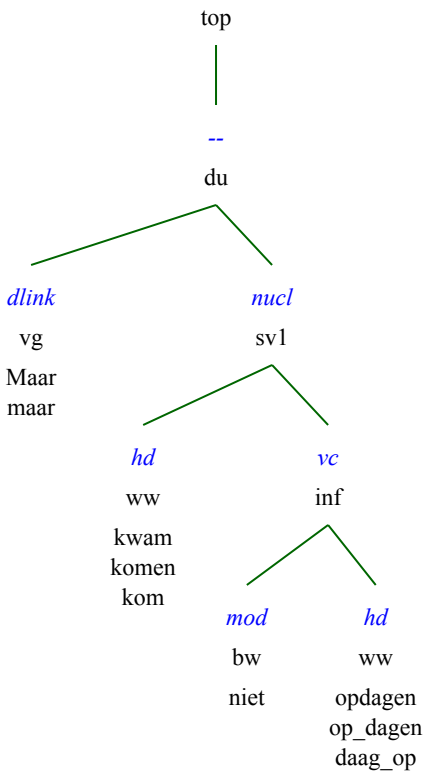 top
--
du
dlink nucl
vg sv1
Maar
maar
hd vc
ww inf
kwam
komen
kom
mod hd
bw ww
niet opdagen
op_dagen
daag_op